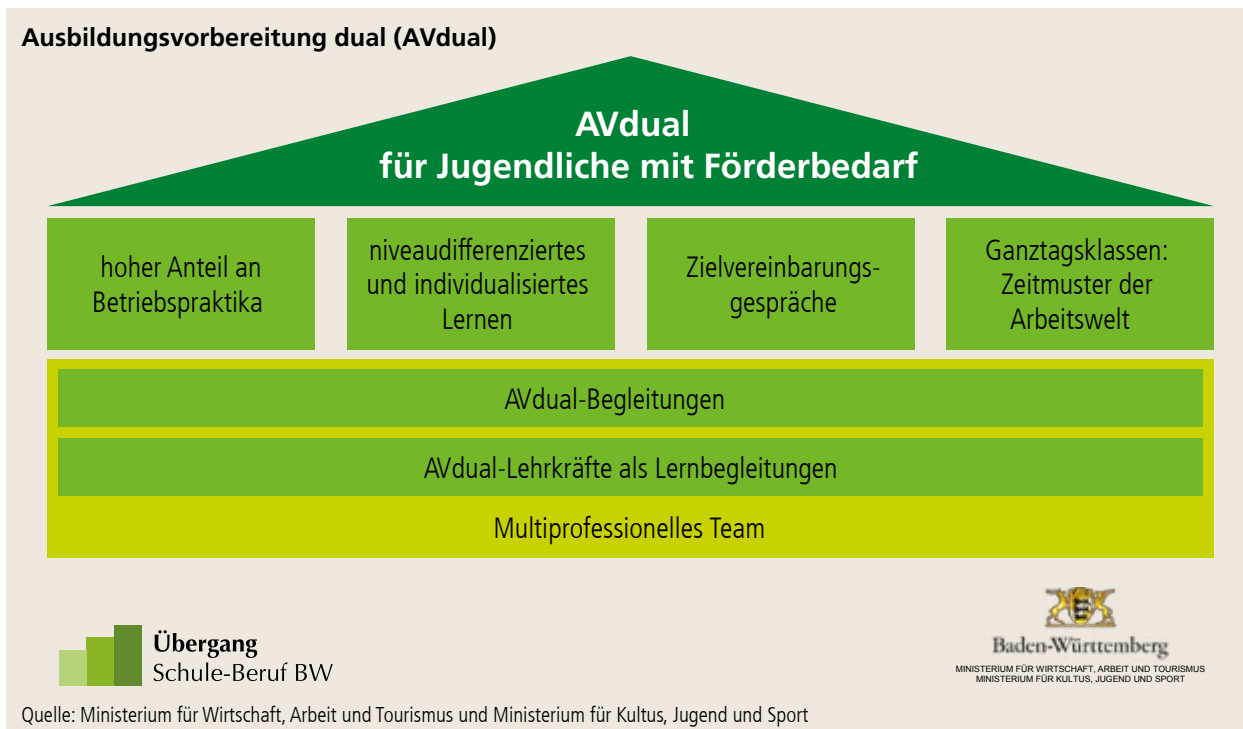 Ausbildungsvorbereitung dual (AVdual)
AVdual
für Jugendliche mit Förderbedarf
hoher Anteil an
Betriebspraktika
niveaudifferenziertes
und individualisiertes
Lernen
Zielvereinbarungs-
gespräche
Ganztagsklassen:
Zeitmuster der
Arbeitswelt
AVdual-Begleitungen
AVdual-Lehrkräfte als Lernbegleitungen
Multiprofessionelles Team
Übergang
Schule-Beruf BW
Baden-Württemberg
MINISTERIUM FÜR WIRTSCHAFT, ARBEIT UND TOURISMUS
MINISTERIUM FÜR KULTUS, JUGEND UND SPORT
Quelle: Ministerium für Wirtschaft, Arbeit und Tourismus und Ministerium für Kultus, Jugend und Sport